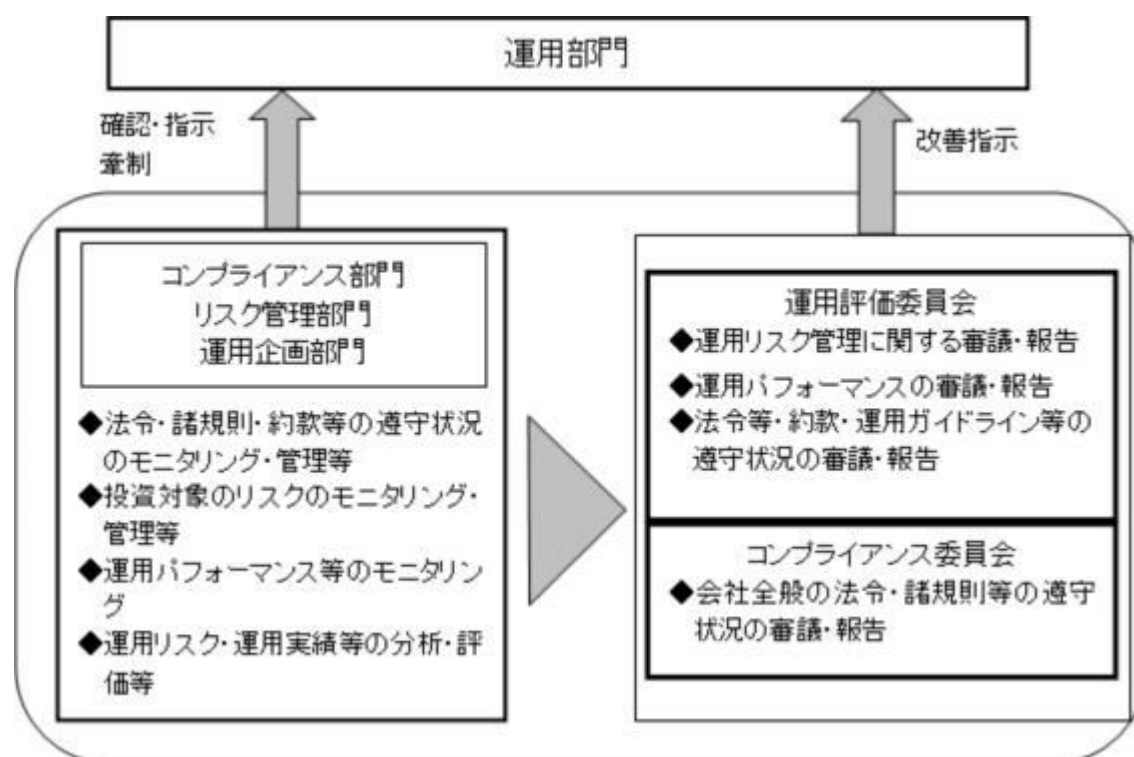 運用部門
確認・指示
牽制
改善指示
コンプライアンス部門
リスク管理部門
運用企画部門
◆法令・諸規則・約款等の遵守状況
のモニタリング・管理等
◆投資対象のリスクのモニタリング・
管理等
◆運用パフォーマンス等のモニタリン
グ
◆運用リスク・運用実績等の分析・評
価等
運用評価委員会
◆運用リスク管理に関する審議・報告
◆運用パフォーマンスの審議・報告
◆法令等・約款・運用ガイドライン等の
遵守状況の審議・報告
コンプライアンス委員会
◆会社全般の法令・諸規則等の遵守
状況の審議・報告